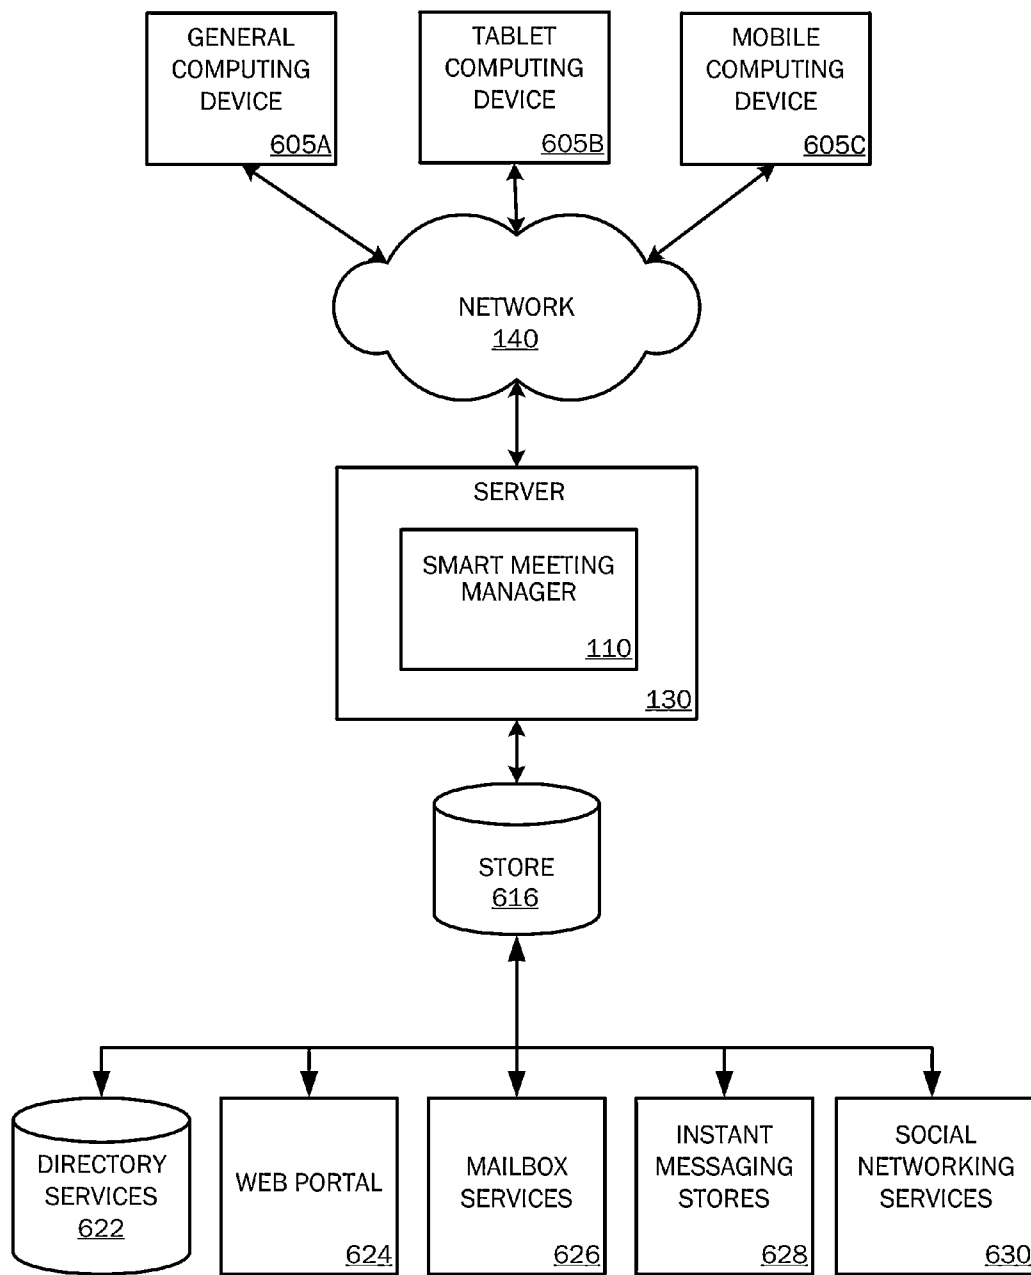 GENERAL
COMPUTING
DEVICE
605A
TABLET
COMPUTING
DEVICE
605B
MOBILE
COMPUTING
DEVICE
605C
NETWORK
140
SERVER
SMART MEETING
MANAGER
110
130
STORE
616
DIRECTORY
SERVICES
622
WEB PORTAL
624
MAILBOX
SERVICES
626
INSTANT
MESSAGING
STORES
628
SOCIAL
NETWORKING
SERVICES
630